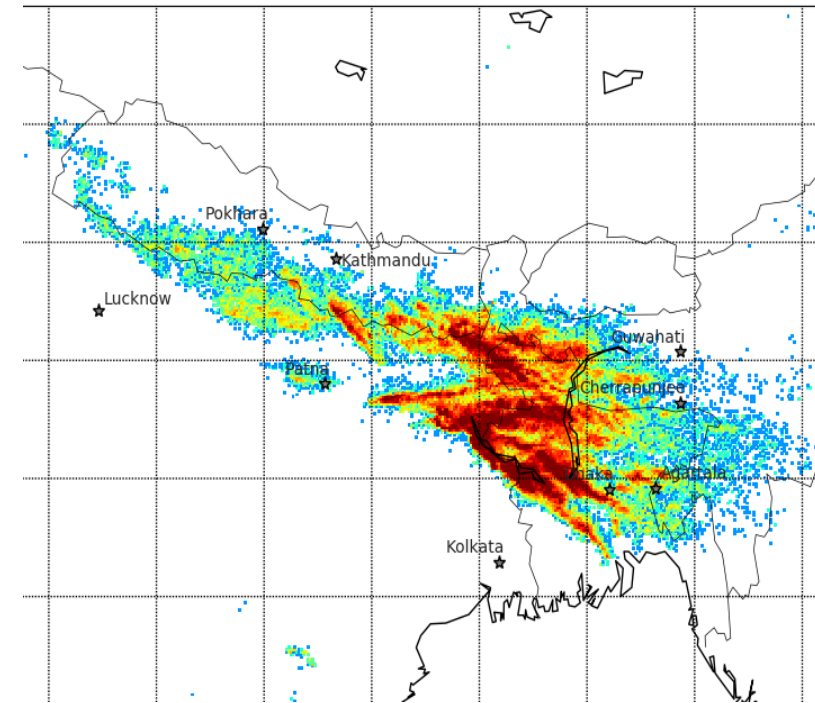 Pokhara
Kathmandu
Lucknow
Guwahati
Patna
Cherrapunjee
Dhaka
Agartala
Kolkata